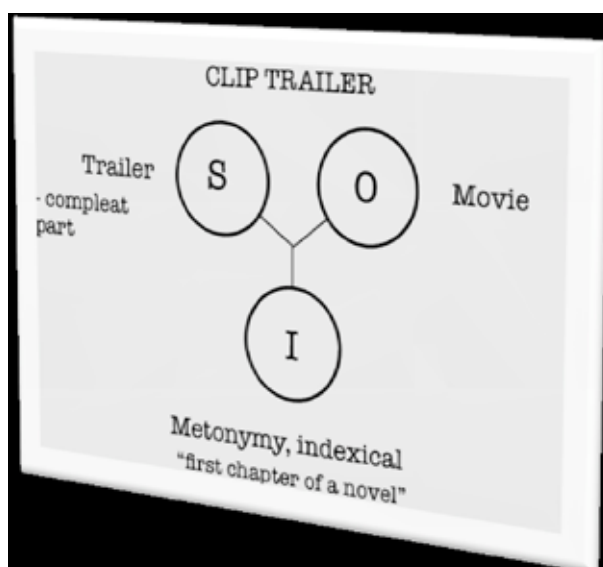 CLIP TRAILER
Trailer
S
O
Movie
- compleat
part
I
Metonymy, indexical
“first chapter of a novel”